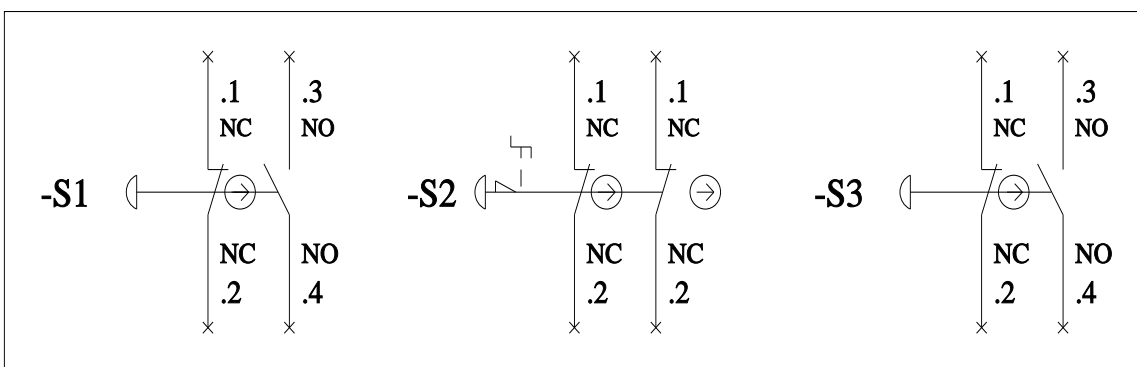 .1 .3 .1 .1 .1 .3
NC NO NC NC NC NO
-S1 -S2 -S3
NC NO NC NC NC NO
.2 .4 .2 .2 .2 .4